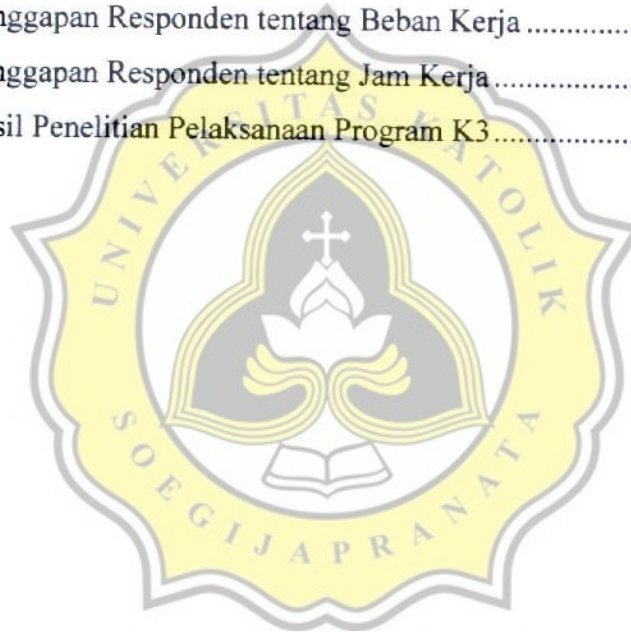 nggapan Responden tentang Beban Kerja ..............
nggapan Responden tentang Jam Kerja ..................
sil Penelitian Pelaksanaan Program K3 ..................
UNIVERSITAS KATOLIK
SOEGIJAPRANATA